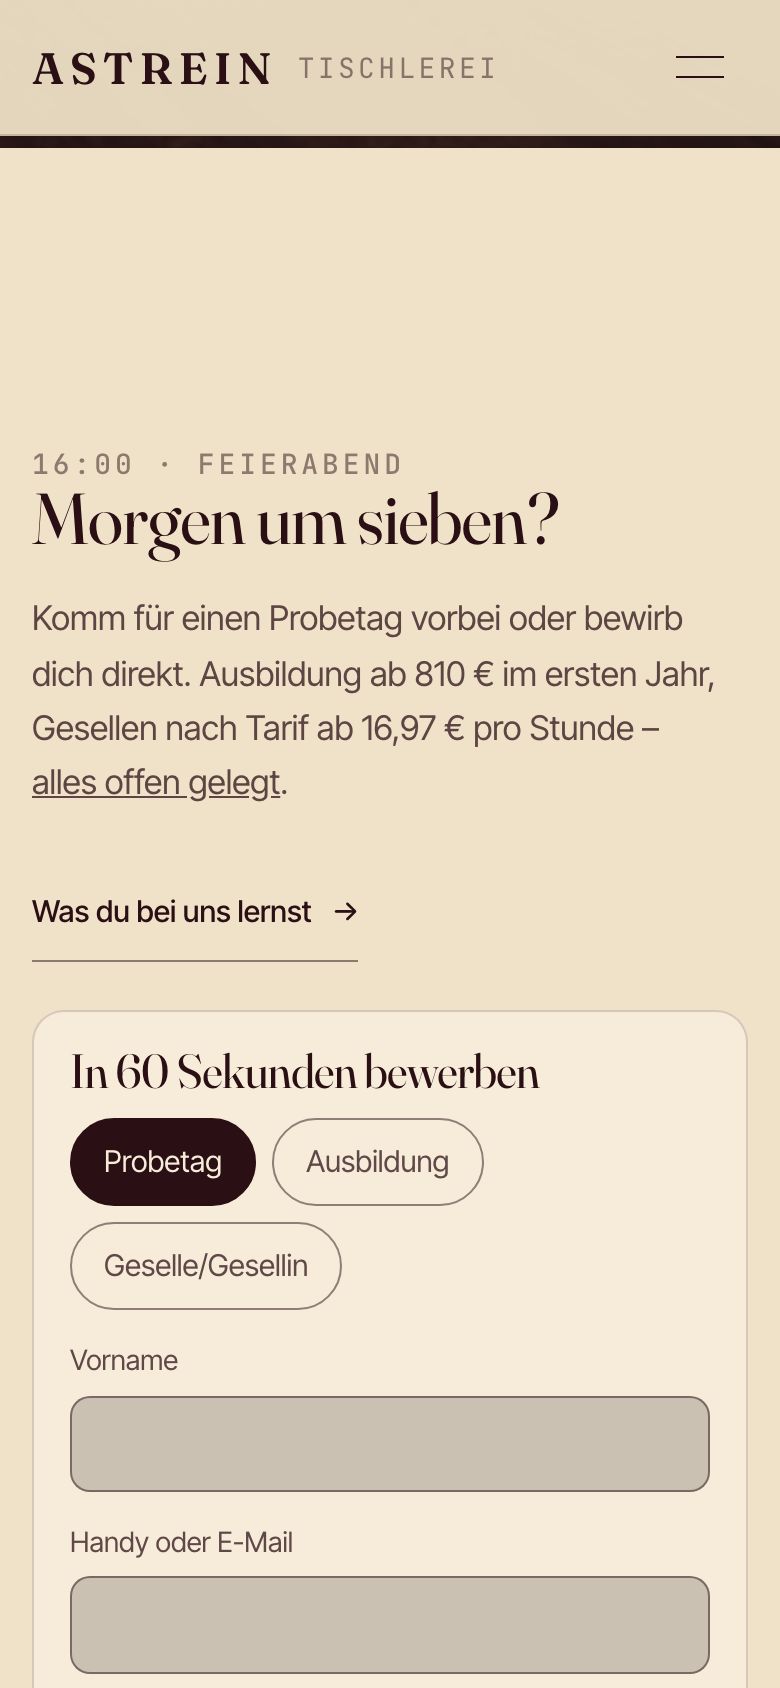 ASTREIN TISCHLEREI
16:00 · FEIERABEND
Morgen um sieben?
Komm für einen Probetag vorbei oder bewirb
dich direkt. Ausbildung ab 810 € im ersten Jahr,
Gesellen nach Tarif ab 16,97 € pro Stunde –
alles offen gelegt.
Was du bei uns lernst →
In 60 Sekunden bewerben
Probetag Ausbildung
Geselle/Gesellin
Vorname
Handy oder E-Mail